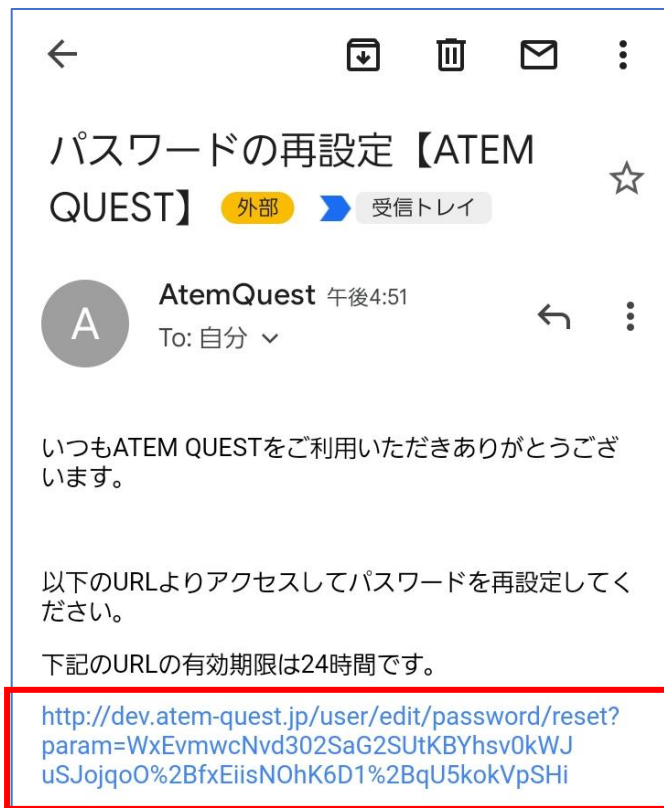 パスワードの再設定【ATEM
QUEST】 外部 受信トレイ
AtemQuest 午後4:51
A
To: 自分
いつもATEM QUESTをご利用いただきありがとうござ
います。
以下のURLよりアクセスしてパスワードを再設定してく
ださい。
下記のURLの有効期限は24時間です。
http://dev.atem-quest.jp/user/edit/password/reset?
param=WxEvmwcNvd302SaG2SUtKBYhsv0kWJ
uSJojqoO%2BfxEiisNOhK6D1%2BqU5kokVpSHi